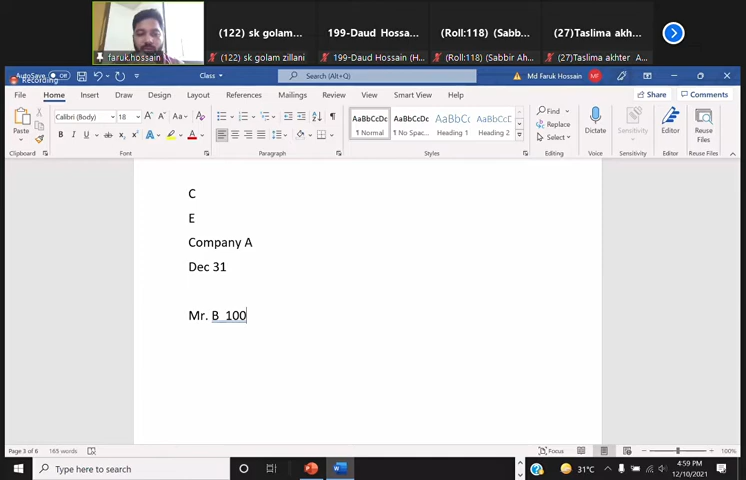 (122) sk golam...
199-Daud Hossa...
(Roll:118) (Sabb...
(27)Taslima akh...
faruk.hossain
(122) sk golam zillani
199-Daud Hossain (H...
(Roll:118) (Sabbir Ah...
(27)Taslima akhter A...
AutoSave Off
Recording
Class
Search (Alt+Q)
Md Faruk Hossain
MF
File
Home
Insert
Draw
Design
Layout
References
Mailings
Review
View
Smart View
Help
Share
Comments
Paste
Calibri (Body)
18
Clipboard
Font
Paragraph
AaBbCcDc
AaBbCcDc
AaBbCc
AaBbCcD
1 Normal
1 No Spac...
Heading 1
Heading 2
Styles
Find
Replace
Select
Editing
Dictate
Voice
Sensitivity
Sensitivity
Editor
Editor
Reuse
Files
Reuse Files
C
E
Company A
Dec 31
Mr. B 100
Page 3 of 6
165 words
Focus
100%
Type here to search
31°C
4:59 PM
12/10/2021